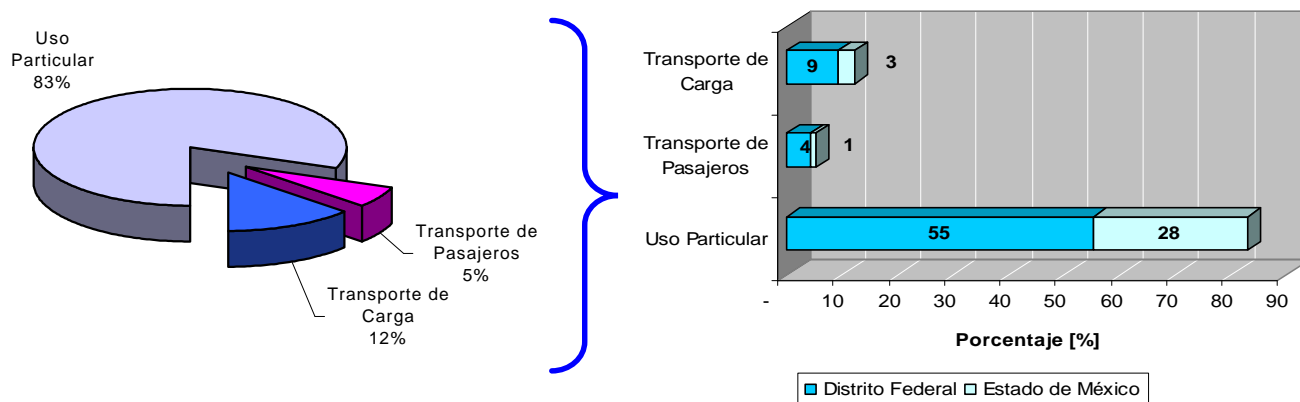 Uso
Particular
83%
Transporte de
Pasajeros
5%
Transporte de
Carga
12%
Transporte de
Carga
9
3
Transporte de
Pasajeros
4
1
Uso Particular
55
28
-
10
20
30
40
50
60
70
80
90
Porcentaje [%]
Distrito Federal
Estado de México